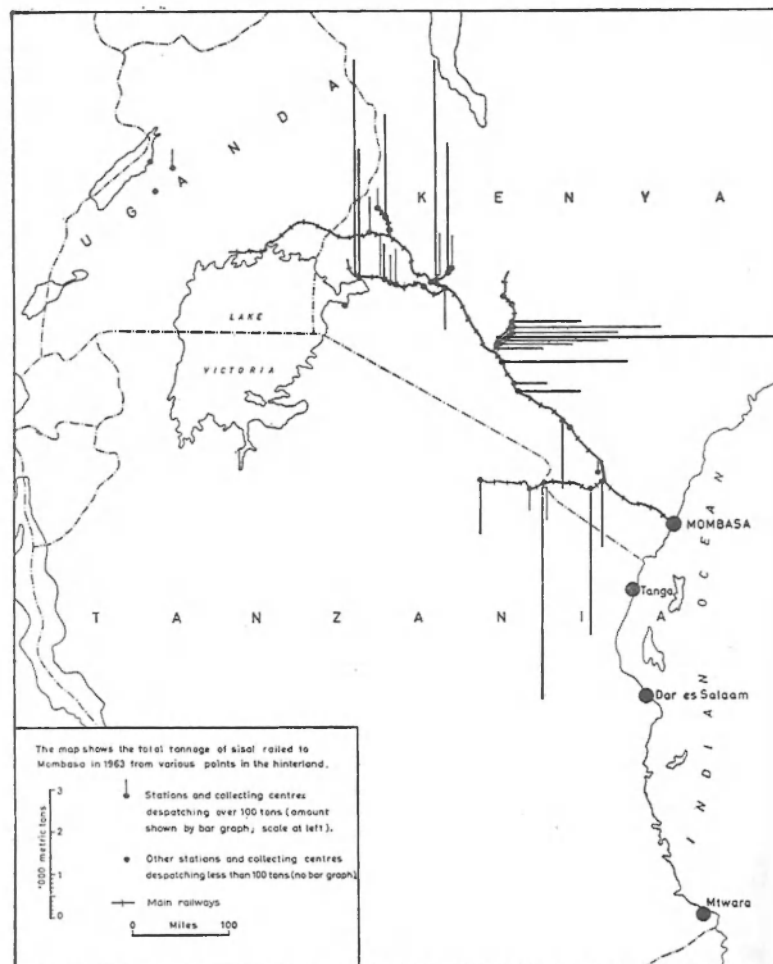 UGANDA
KENYA
LAKE
VICTORIA
MOMBASA
Tanga
TANZANIA
Dar es Salaam
INDIAN OCEAN
Mtwara
The map shows the total tonnage of sisal railed to
Mombasa in 1963 from various points in the hinterland.
Stations and collecting centres
despatching over 100 tons (amount
shown by bar graph; scale at left).
Other stations and collecting centres
despatching less than 100 tons (no bar graph)
Main railways
0 Miles 100
'000 metric tons
3
2
1
0